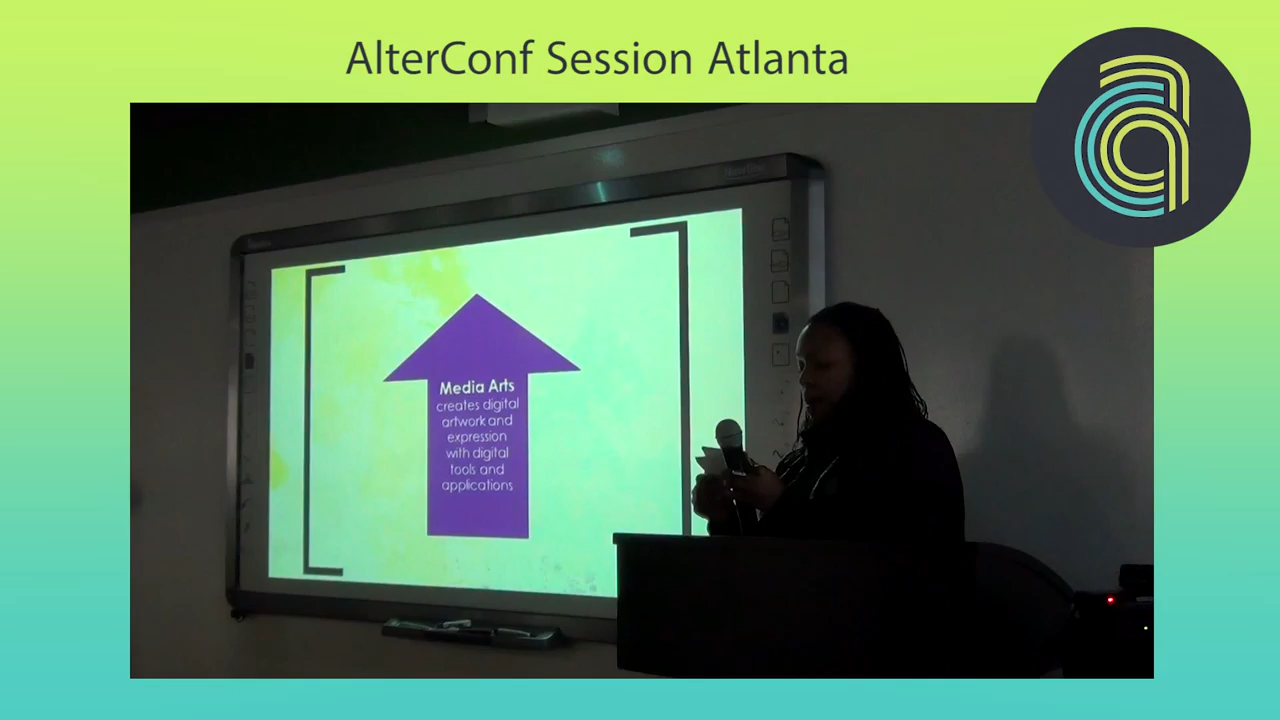 AlterConf Session Atlanta
Media Arts
creates digital
artwork and
expression
with digital
tools and
applications